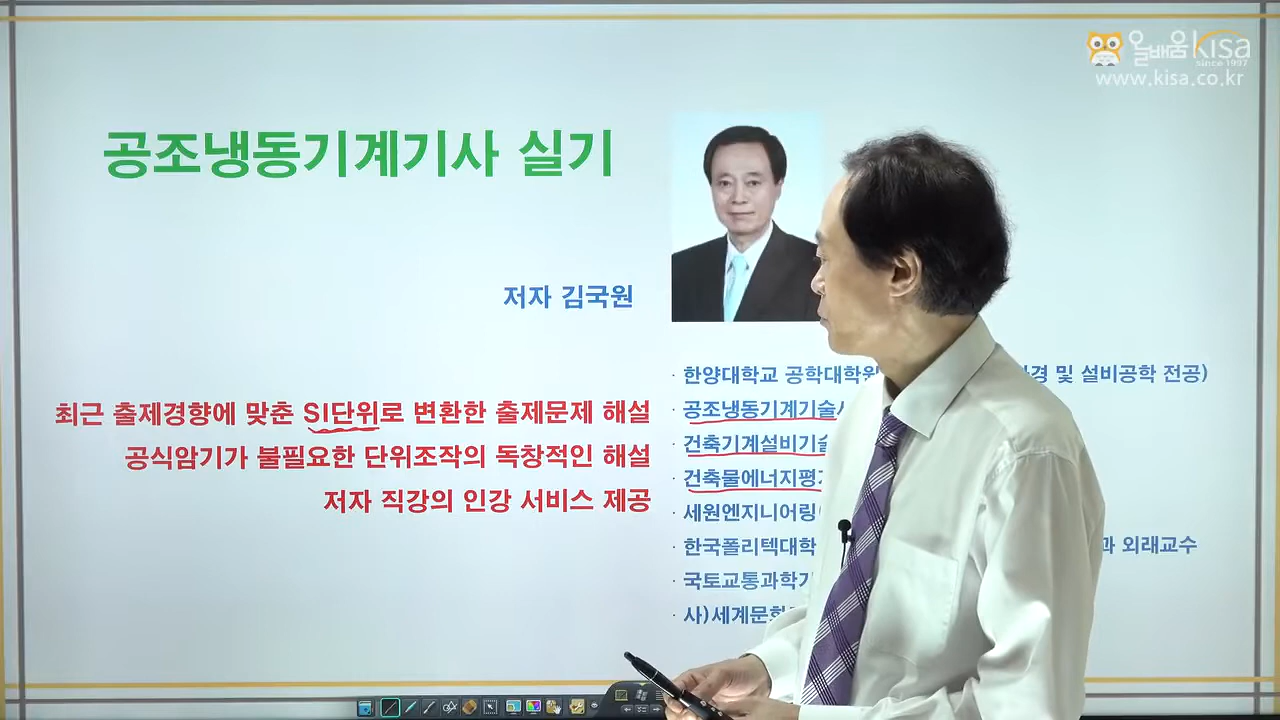 올배움 kisa
since 1997
www.kisa.co.kr
공조냉동기계기사 실기
저자 김국원
최근 출제경향에 맞춘 SI단위로 변환한 출제문제 해설
공식암기가 불필요한 단위조작의 독창적인 해설
저자 직강의 인강 서비스 제공
· 한양대학교 공학대학원 및 설비공학 전공)
· 공조냉동기계기술
· 건축기계설비기술
· 건축물에너지평가
· 세원엔지니어링
· 한국폴리텍대학 과 외래교수
· 국토교통과학기
· 사)세계문화